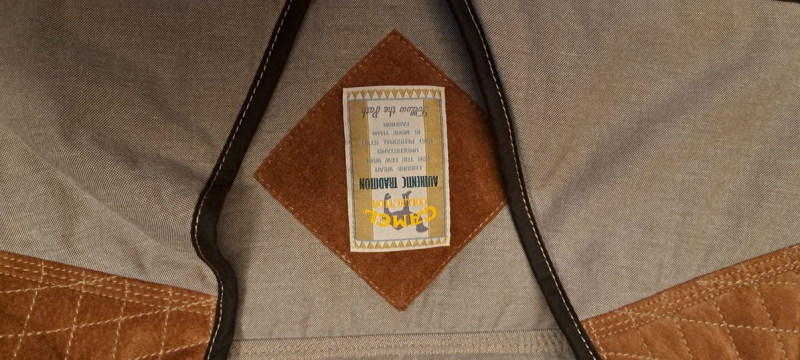 CAMEL
COLLECTION
AUTHENTIC TRADITION
LEISURE WEAR
FOR THE FEW WHO
UNDERSTAND
THAT PERSONAL STYLE
IS MORE THAN
FASHION
Follow the Path